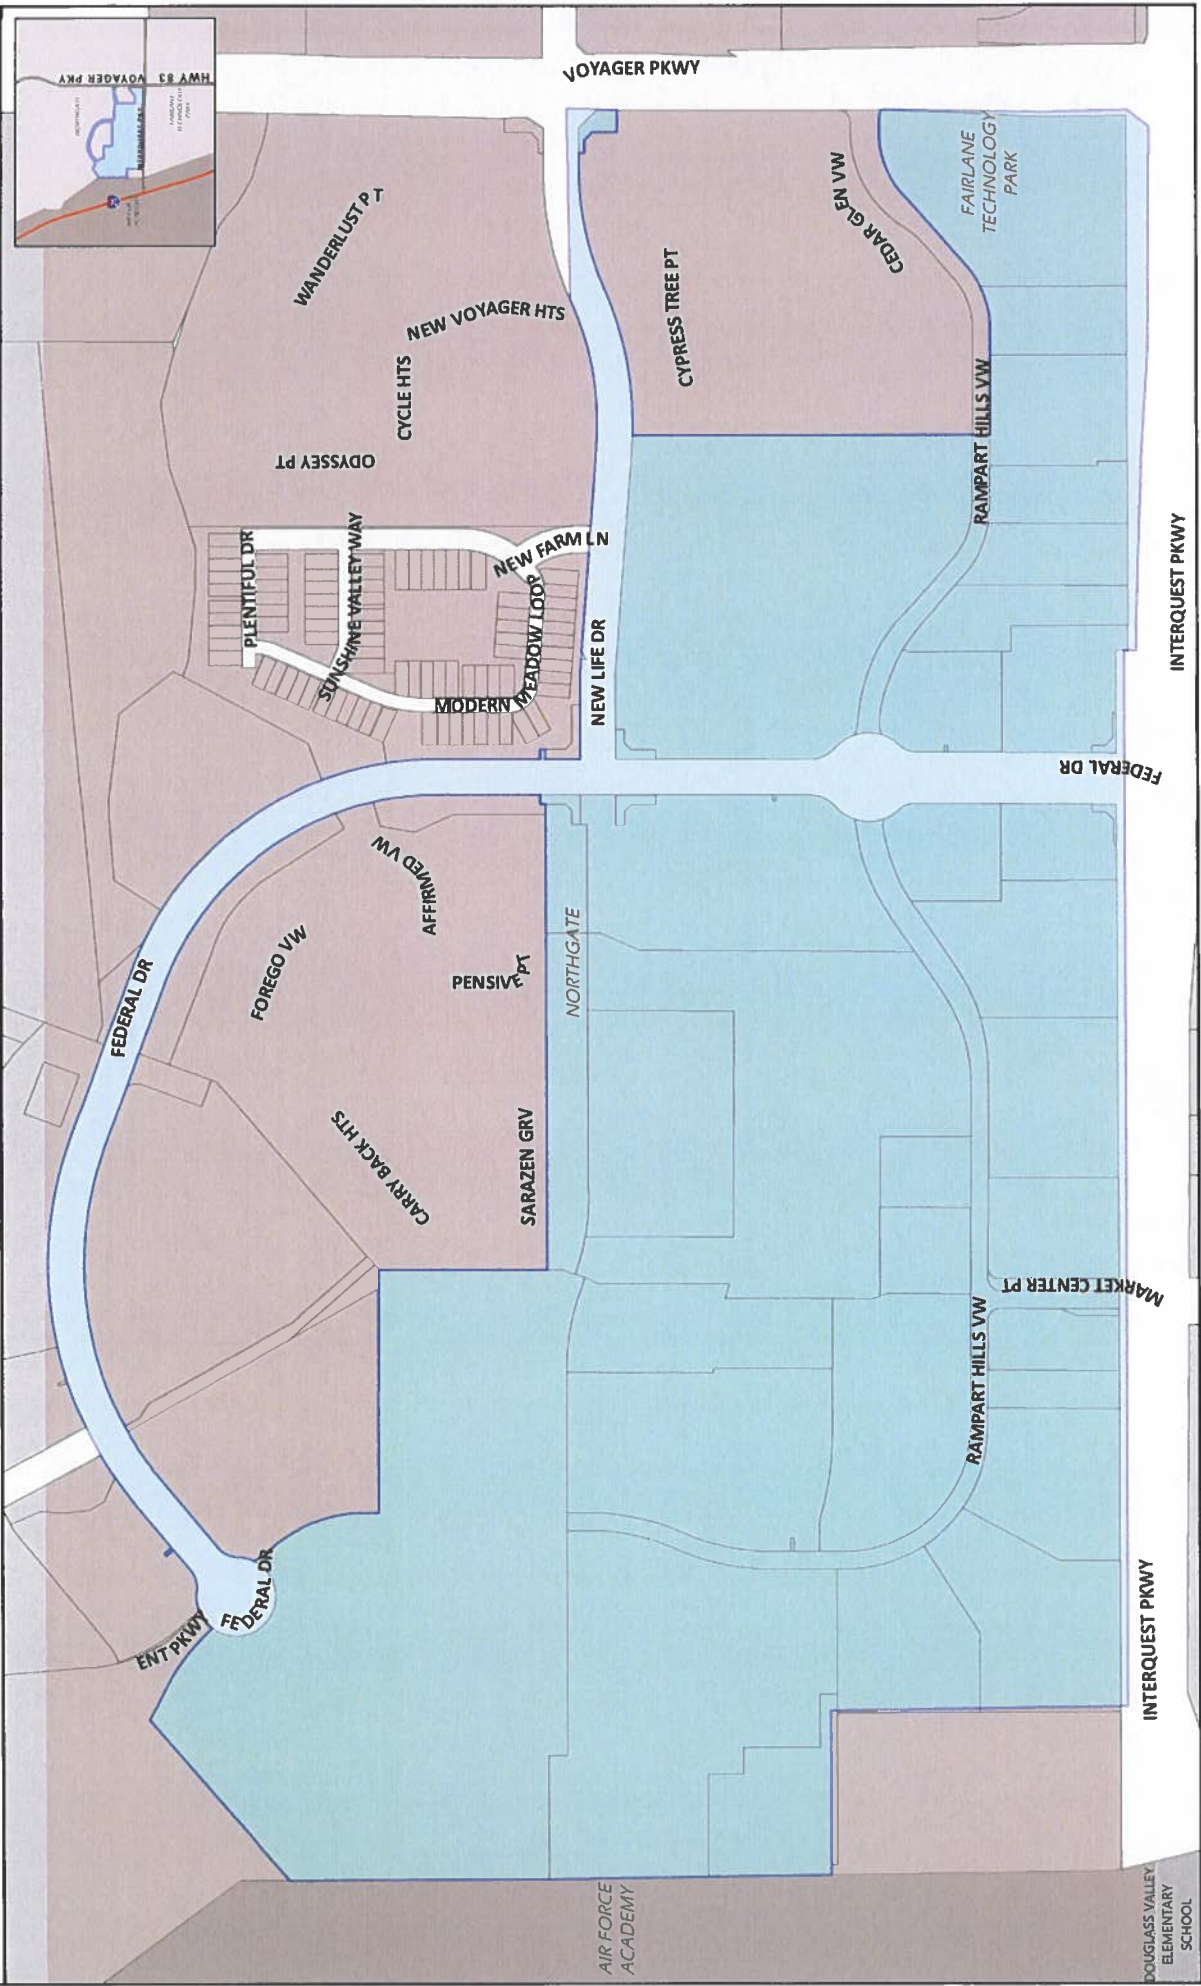 HWY 83
VOYAGER PKY
NORTHGATE
VOYAGER PKWY
WANDERLUST PT
NEW VOYAGER HTS
CYCLE HTS
ODYSSEY PT
CYPRESS TREE PT
CEDAR GLEN VW
FAIRLANE
TECHNOLOGY
PARK
RAMPART HILLS VW
PLENTIFUL DR
SUNSHINE VALLEY WAY
NEW FARM LN
MODERN MEADOW LOOP
NEW LIFE DR
INTERQUEST PKWY
FEDERAL DR
AFFIRMED VW
FOREGO VW
PENSIVE PT
NORTHGATE
FEDERAL DR
CARRY BACK HTS
SARAZEN GRV
MARKET CENTER PT
RAMPART HILLS VW
FEDERAL DR
ENT PKWY
INTERQUEST PKWY
AIR FORCE
ACADEMY
DOUGLASS VALLEY
ELEMENTARY
SCHOOL